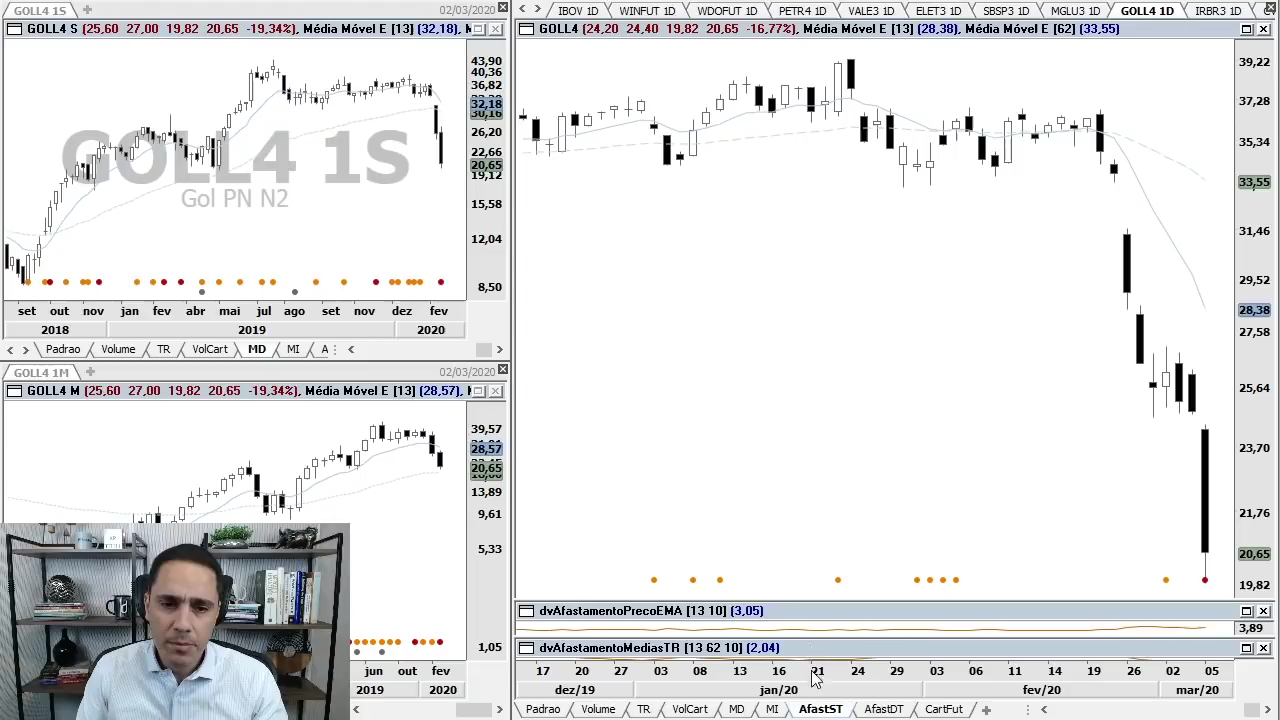 GOLL4 1S
02/03/2020
GOLL4 S (25,60 27,00 19,82 20,65 -19,34%), Média Móvel E [13] (32,18), M
43,90
40,36
36,82
32,18
26,20
22,66
20,65
19,12
15,58
12,04
8,50
GOLL4 1S
Gol PN N2
set out nov jan fev abr mai jul ago set nov dez fev
2018 2019 2020
Padrao Volume TR VolCart MD MI A
GOLL4 1M
02/03/2020
GOLL4 M (25,60 27,00 19,82 20,65 -19,34%), Média Móvel E [13] (28,57),
39,57
28,57
20,65
13,89
9,61
5,33
1,05
jun out fev
2019 2020
IBOV 1D WINFUT 1D WDOFUT 1D PETR4 1D VALE3 1D ELET3 1D SBSP3 1D MGLU3 1D GOLL4 1D IRBR3 1D
GOLL4 (24,20 24,40 19,82 20,65 -16,77%), Média Móvel E [13] (28,38), Média Móvel E [62] (33,55)
39,22
37,28
35,34
33,55
31,46
29,52
28,38
27,58
25,64
23,70
21,76
20,65
19,82
dvAfastamentoPrecoEMA [13 10] (3,05)
3,89
dvAfastamentoMediasTR [13 62 10] (2,04)
17 20 27 03 08 13 16 21 24 29 03 06 11 14 19 26 02 05
dez/19 jan/20 fev/20 mar/20
Padrao Volume TR VolCart MD MI AfastST AfastDT CartFut